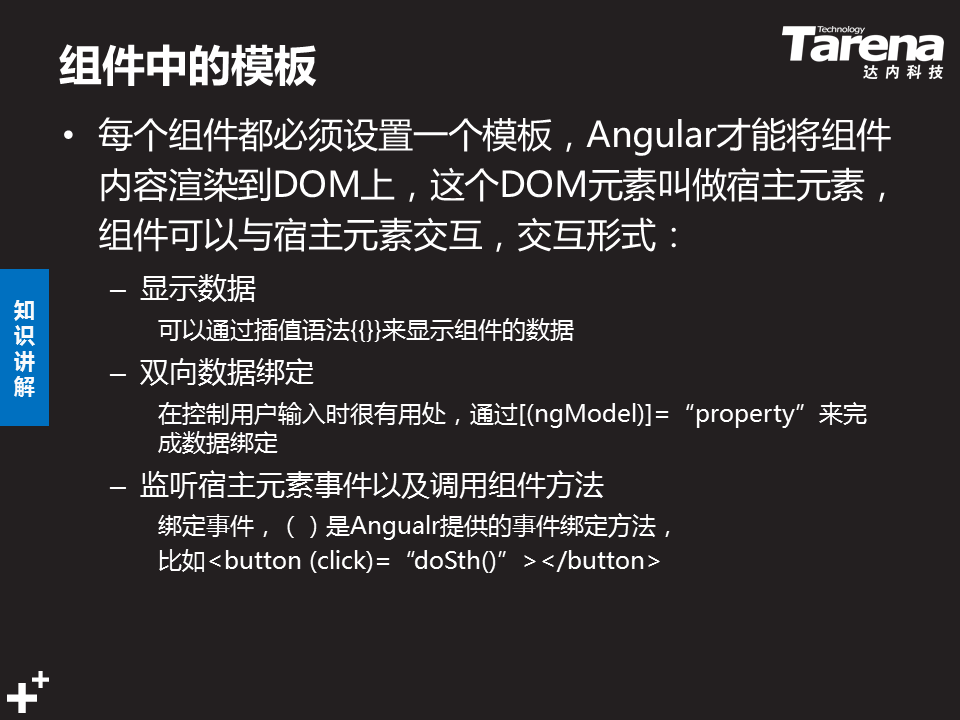 组件中的模板
Technology
Tarena
达内科技
• 每个组件都必须设置一个模板，Angular才能将组件
内容渲染到DOM上，这个DOM元素叫做宿主元素，
组件可以与宿主元素交互，交互形式：
– 显示数据
可以通过插值语法{{}}来显示组件的数据
– 双向数据绑定
在控制用户输入时很有用处，通过[(ngModel)]=“property”来完
成数据绑定
– 监听宿主元素事件以及调用组件方法
绑定事件，（ ）是Angualr提供的事件绑定方法，
比如<button (click)=“doSth()”></button>
知识讲解